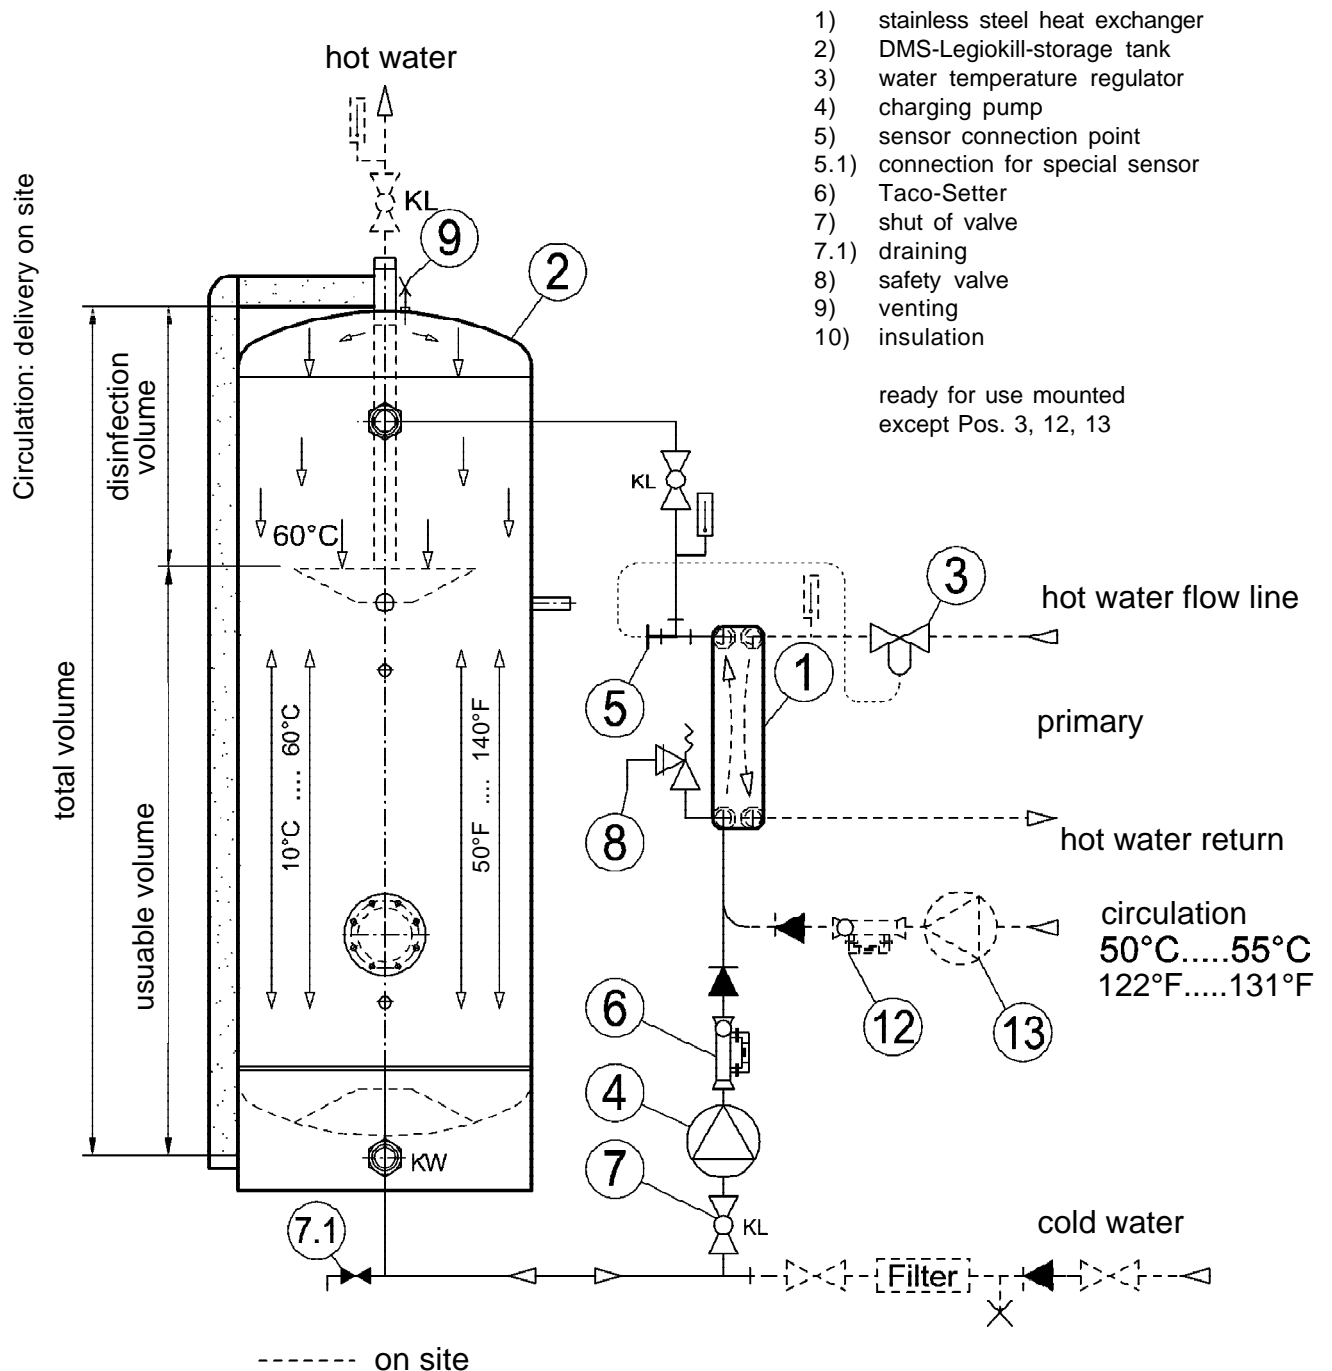 1) stainless steel heat exchanger
2) DMS-Legiokill-storage tank
3) water temperature regulator
4) charging pump
5) sensor connection point
5.1) connection for special sensor
6) Taco-Setter
7) shut of valve
7.1) draining
8) safety valve
9) venting
10) insulation
ready for use mounted
except Pos. 3, 12, 13
hot water
KL
9
2
Circulation: delivery on site
disinfection
volume
total volume
usuable volume
60°C
10°C .... 60°C
50°F .... 140°F
KL
3
hot water flow line
1
5
primary
8
hot water return
circulation
50°C.....55°C
122°F.....131°F
6
12
13
4
KW
7
KL
7.1
cold water
Filter
on site